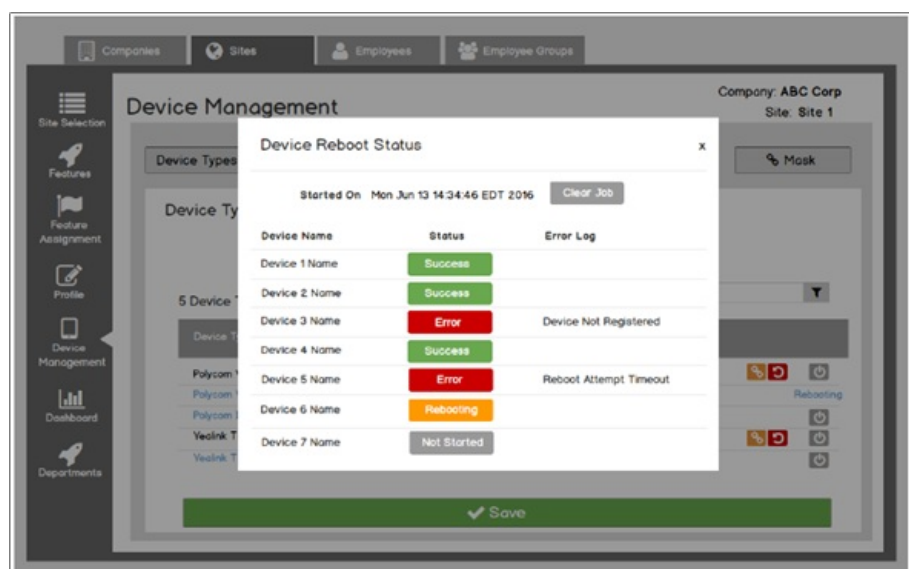 Companies
Sites
Employees
Employee Groups
Site Selection
Features
Feature
Assignment
Profile
Device
Management
Dashboard
Departments
Device Management
Company: ABC Corp
Site: Site 1
Device Types
Mask
Device Ty
5 Device
Device T
Polycom
Polycom
Rebooting
Polycom
Yealink T
Yealink T
Save
Device Reboot Status
x
Started On Mon Jun 13 14:34:46 EDT 2016 Clear Job
Device Name Status Error Log
Device 1 Name Success
Device 2 Name Success
Device 3 Name Error Device Not Registered
Device 4 Name Success
Device 5 Name Error Reboot Attempt Timeout
Device 6 Name Rebooting
Device 7 Name Not Started